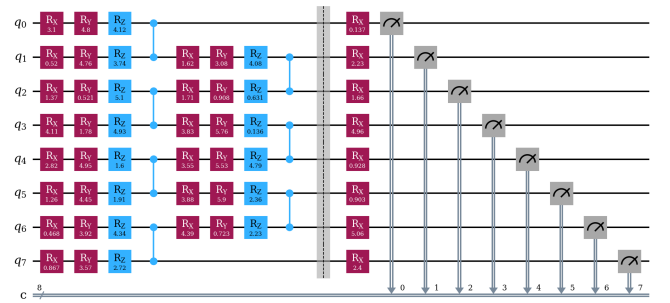 q0 RX 3.1 RY 4.8 RZ 4.12 RX 0.137
q1 RX 0.52 RY 4.76 RZ 3.74 RX 1.62 RY 3.08 RZ 4.08 RX 2.23
q2 RX 1.37 RY 0.521 RZ 5.1 RX 1.71 RY 0.908 RZ 0.631 RX 1.66
q3 RX 4.11 RY 1.78 RZ 4.93 RX 3.83 RY 5.76 RZ 0.136 RX 4.96
q4 RX 2.82 RY 4.95 RZ 1.6 RX 3.55 RY 5.53 RZ 4.79 RX 0.928
q5 RX 1.26 RY 4.45 RZ 1.91 RX 3.88 RY 5.9 RZ 2.36 RX 0.903
q6 RX 0.468 RY 3.92 RZ 4.34 RX 4.39 RY 0.723 RZ 2.23 RX 5.06
q7 RX 0.867 RY 3.57 RZ 2.72 RX 2.4
c 8 0 1 2 3 4 5 6 7